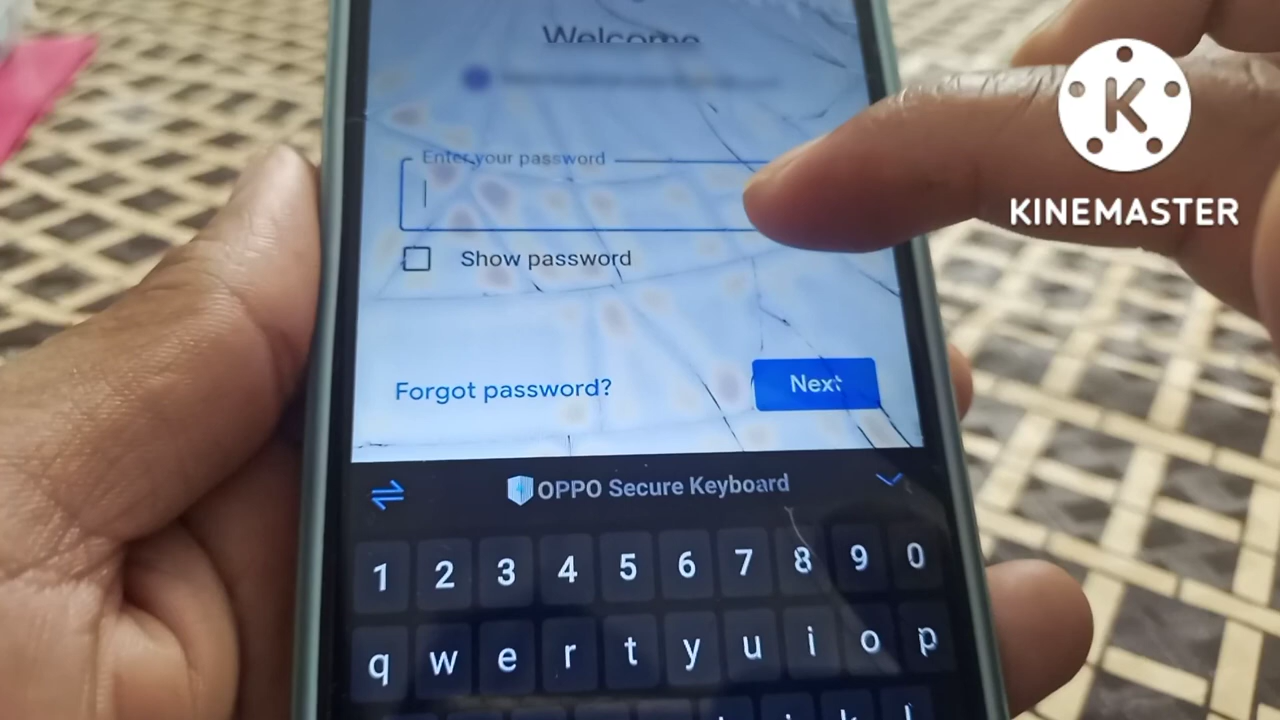 Welcome
Enter your password
Show password
Forgot password?
Next
K
KINEMASTER
OPPO Secure Keyboard
1 2 3 4 5 6 7 8 9 0
q w e r t y u i o p